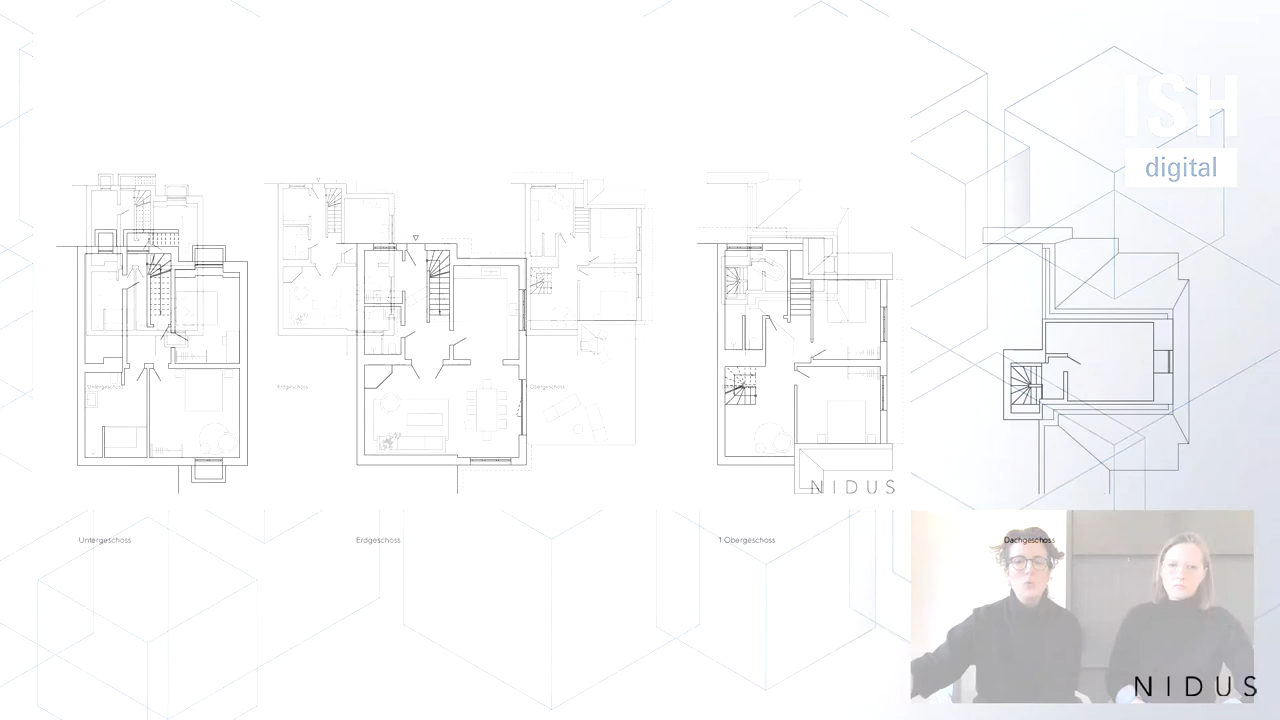 ISH
digital
Untergeschoss
Erdgeschoss
Obergeschoss
NIDUS
Untergeschoss
Erdgeschoss
1.Obergeschoss
Dachgeschoss
NIDUS